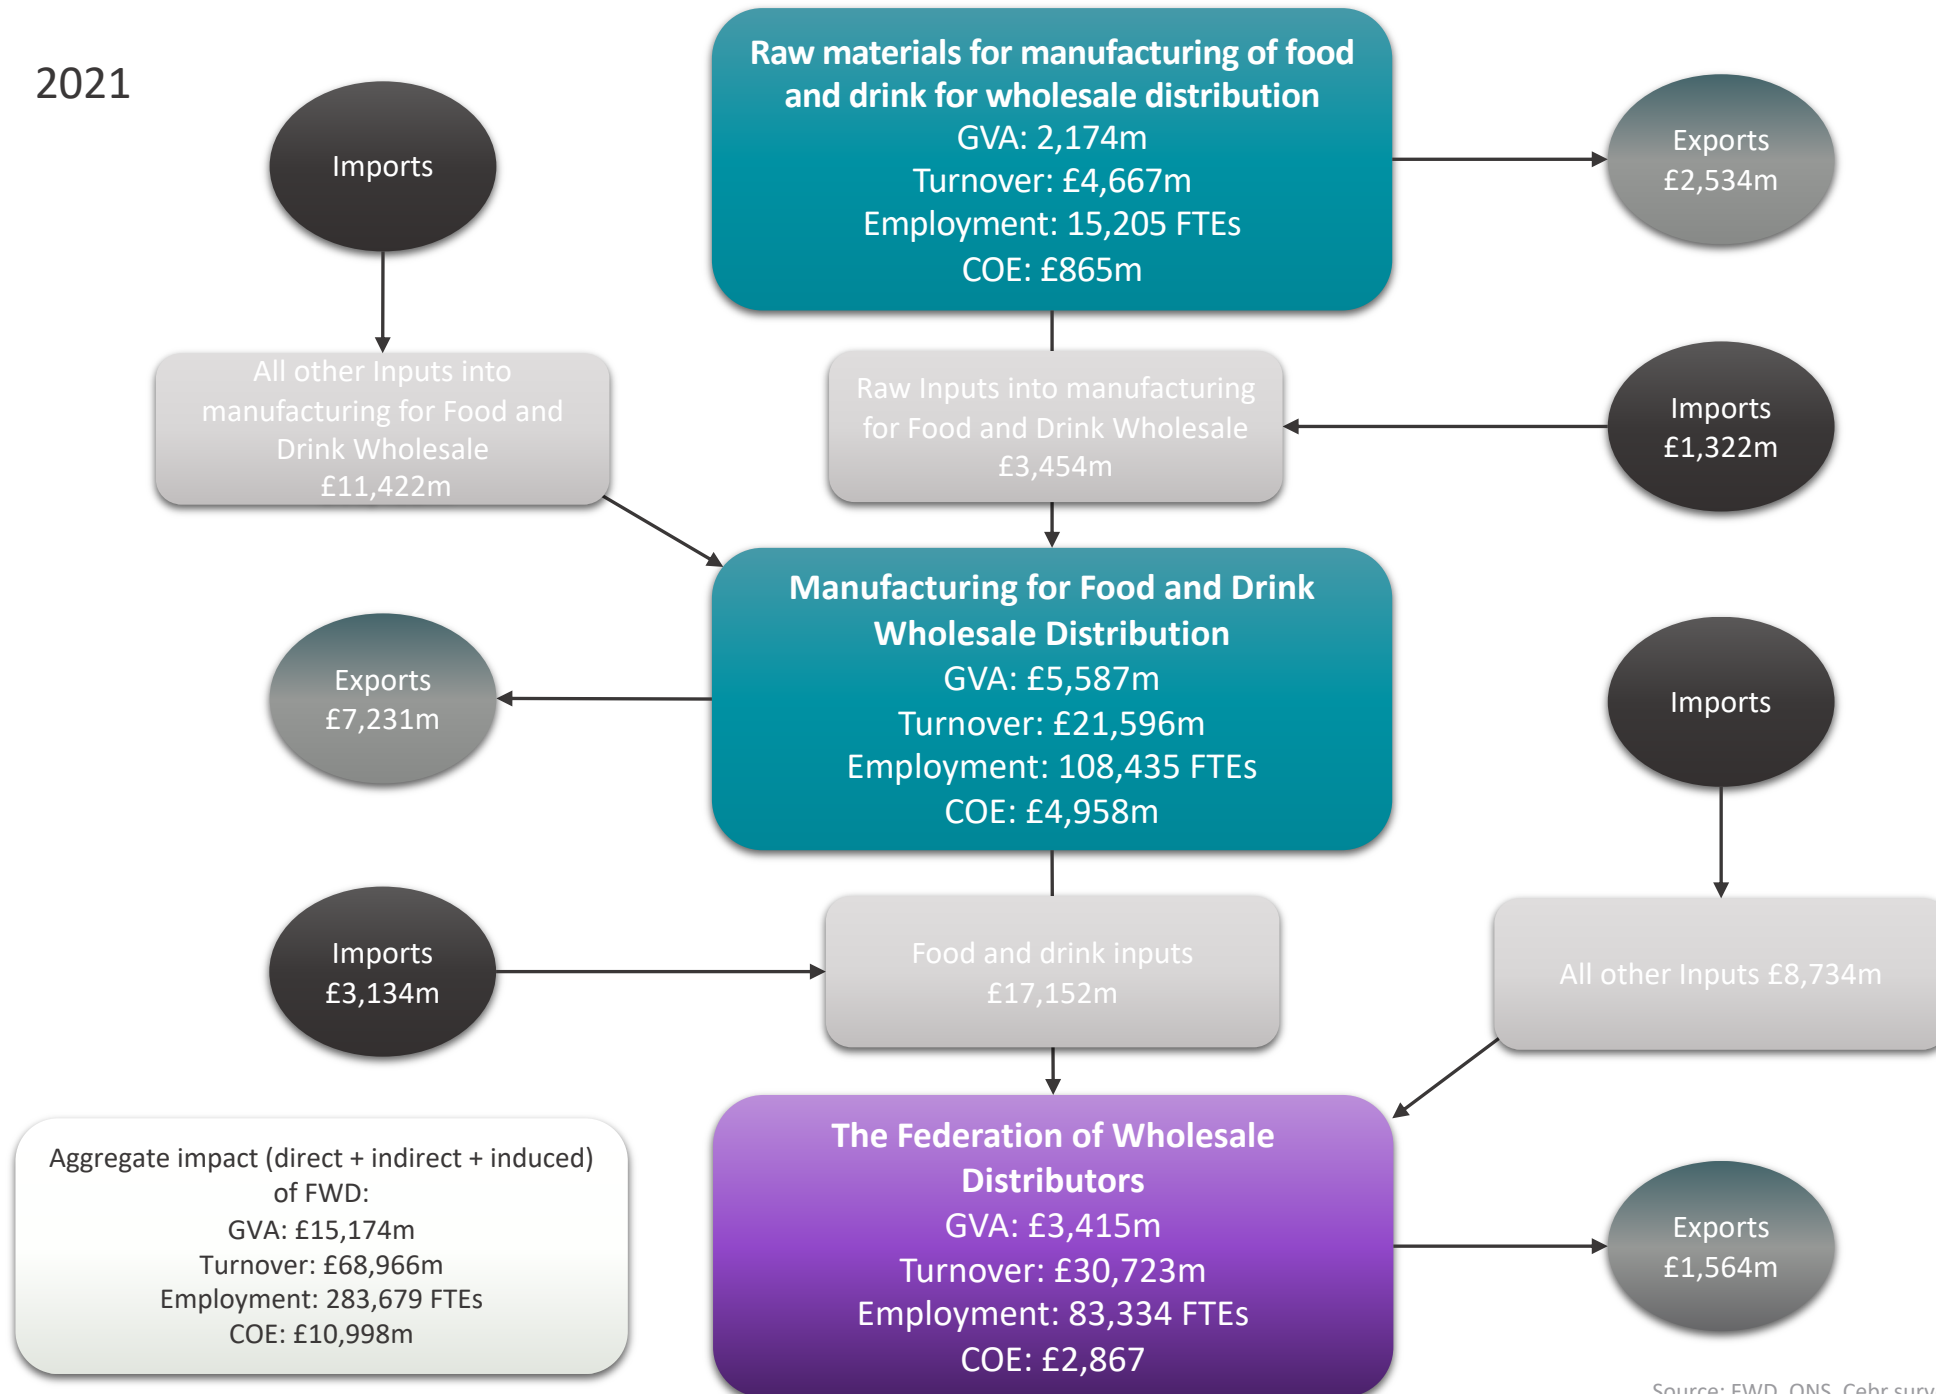 2021
Imports
Raw materials for manufacturing of food
and drink for wholesale distribution
GVA: 2,174m
Turnover: £4,667m
Employment: 15,205 FTEs
COE: £865m
Exports
£2,534m
All other Inputs into
manufacturing for Food and
Drink Wholesale
£11,422m
Raw Inputs into manufacturing
for Food and Drink Wholesale
£3,454m
Imports
£1,322m
Manufacturing for Food and Drink
Wholesale Distribution
GVA: £5,587m
Turnover: £21,596m
Employment: 108,435 FTEs
COE: £4,958m
Exports
£7,231m
Imports
Imports
£3,134m
Food and drink inputs
£17,152m
All other Inputs £8,734m
Aggregate impact (direct + indirect + induced)
of FWD:
GVA: £15,174m
Turnover: £68,966m
Employment: 283,679 FTEs
COE: £10,998m
The Federation of Wholesale
Distributors
GVA: £3,415m
Turnover: £30,723m
Employment: 83,334 FTEs
COE: £2,867
Exports
£1,564m
Source: FWD, ONS, Cebr